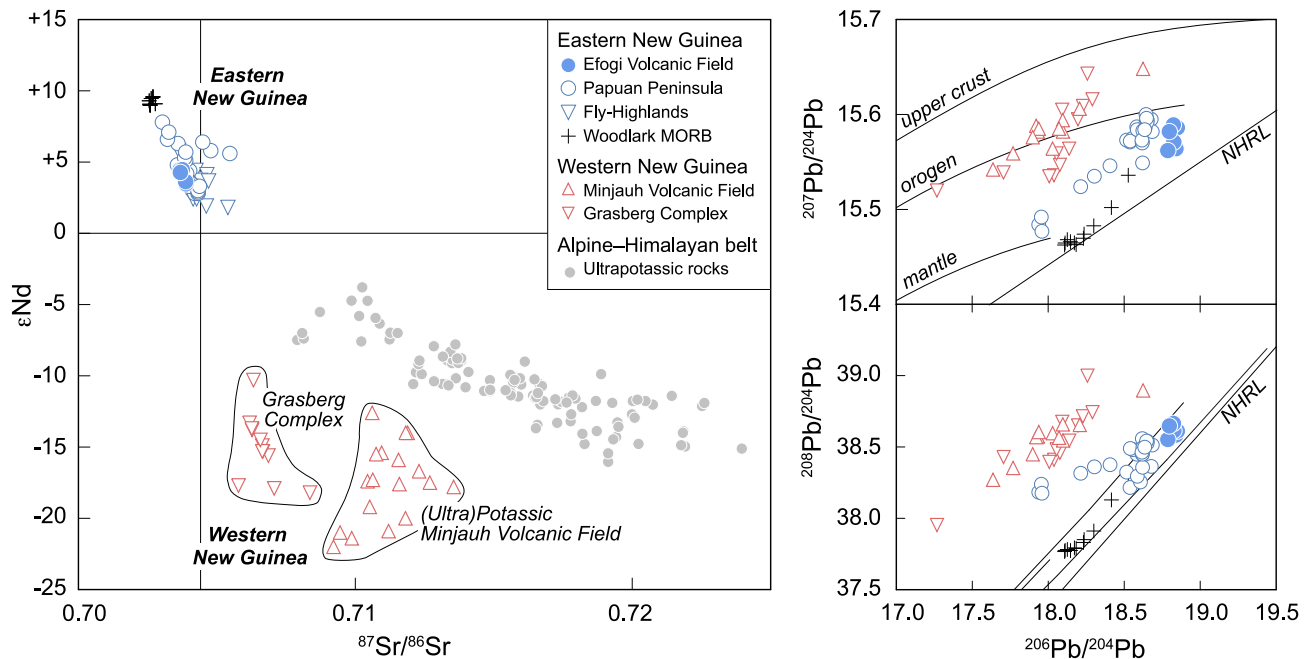 +15
+10
+5
0
-5
-10
-15
-20
-25
εNd
0.70
0.71
0.72
⁸⁷Sr/⁸⁶Sr
Eastern
New Guinea
Grasberg
Complex
Western
New Guinea
(Ultra)Potassic
Minjauh Volcanic Field
Eastern New Guinea
Efogi Volcanic Field
Papuan Peninsula
Fly-Highlands
Woodlark MORB
Western New Guinea
Minjauh Volcanic Field
Grasberg Complex
Alpine–Himalayan belt
Ultrapotassic rocks
15.7
15.6
15.5
15.4
²⁰⁷Pb/²⁰⁴Pb
upper crust
orogen
mantle
NHRL
39.0
38.5
38.0
37.5
²⁰⁸Pb/²⁰⁴Pb
NHRL
17.0
17.5
18.0
18.5
19.0
19.5
²⁰⁶Pb/²⁰⁴Pb